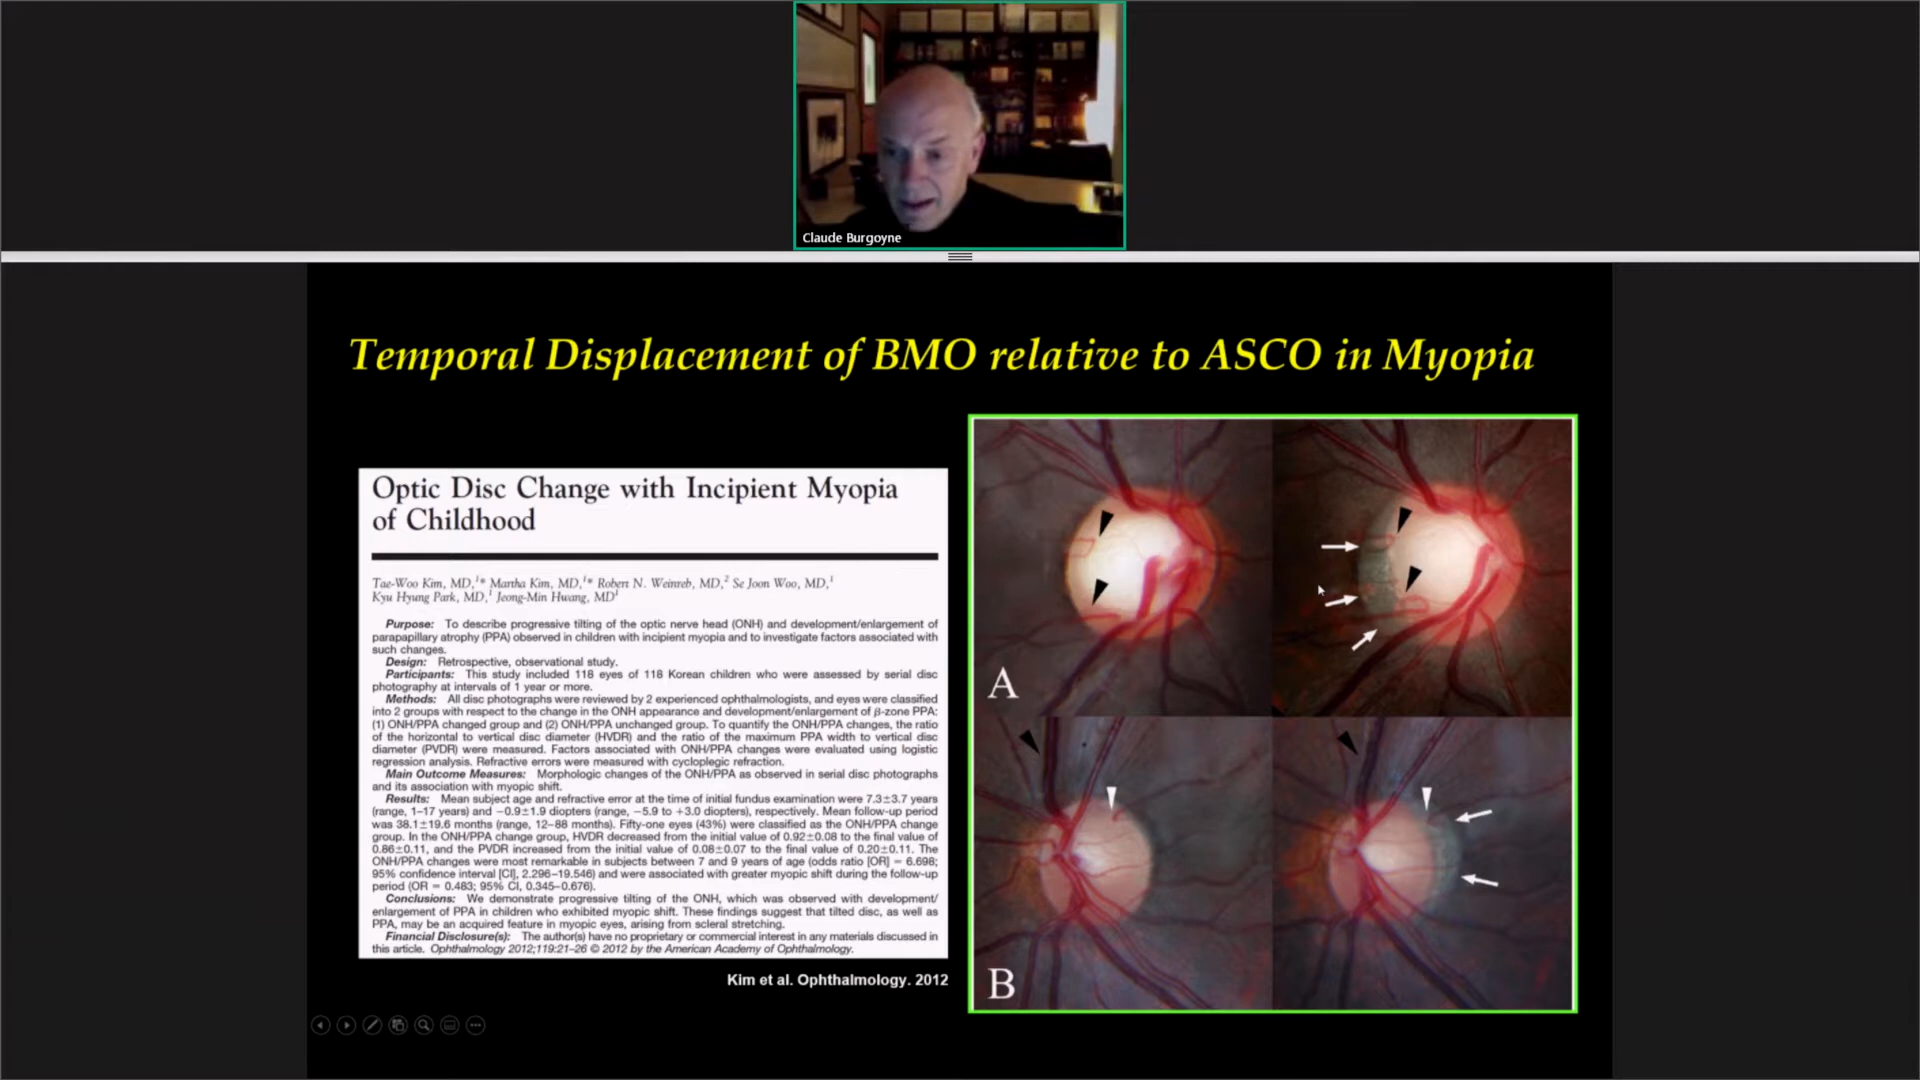 Claude Burgoyne
Temporal Displacement of BMO relative to ASCO in Myopia
Optic Disc Change with Incipient Myopia
of Childhood
Tae-Woo Kim, MD,¹* Martha Kim, MD,¹* Robert N. Weinreb, MD,² Se Joon Woo, MD,¹
Kyu Hyung Park, MD,¹ Jeong-Min Hwang, MD¹
Purpose: To describe progressive tilting of the optic nerve head (ONH) and development/enlargement of
parapapillary atrophy (PPA) observed in children with incipient myopia and to investigate factors associated with
such changes.
Design: Retrospective, observational study.
Participants: This study included 118 eyes of 118 Korean children who were assessed by serial disc
photography at intervals of 1 year or more.
Methods: All disc photographs were reviewed by 2 experienced ophthalmologists, and eyes were classified
into 2 groups with respect to the change in the ONH appearance and development/enlargement of β-zone PPA:
(1) ONH/PPA changed group and (2) ONH/PPA unchanged group. To quantify the ONH/PPA changes, the ratio
of the horizontal to vertical disc diameter (HVDR) and the ratio of the maximum PPA width to vertical disc
diameter (PVDR) were measured. Factors associated with ONH/PPA changes were evaluated using logistic
regression analysis. Refractive errors were measured with cycloplegic refraction.
Main Outcome Measures: Morphologic changes of the ONH/PPA as observed in serial disc photographs
and its association with myopic shift.
Results: Mean subject age and refractive error at the time of initial fundus examination were 7.3±3.7 years
(range, 1–17 years) and −0.9±1.9 diopters (range, −5.9 to +3.0 diopters), respectively. Mean follow-up period
was 38.1±19.6 months (range, 12–88 months). Fifty-one eyes (43%) were classified as the ONH/PPA change
group. In the ONH/PPA change group, HVDR decreased from the initial value of 0.92±0.08 to the final value of
0.86±0.11, and the PVDR increased from the initial value of 0.08±0.07 to the final value of 0.20±0.11. The
ONH/PPA changes were most remarkable in subjects between 7 and 9 years of age (odds ratio [OR] = 6.698;
95% confidence interval [CI], 2.296–19.546) and were associated with greater myopic shift during the follow-up
period (OR = 0.483; 95% CI, 0.345–0.676).
Conclusions: We demonstrate progressive tilting of the ONH, which was observed with development/
enlargement of PPA in children who exhibited myopic shift. These findings suggest that tilted disc, as well as
PPA, may be an acquired feature in myopic eyes, arising from scleral stretching.
Financial Disclosure(s): The author(s) have no proprietary or commercial interest in any materials discussed in
this article. Ophthalmology 2012;119:21–26 © 2012 by the American Academy of Ophthalmology.
Kim et al. Ophthalmology. 2012
A
B